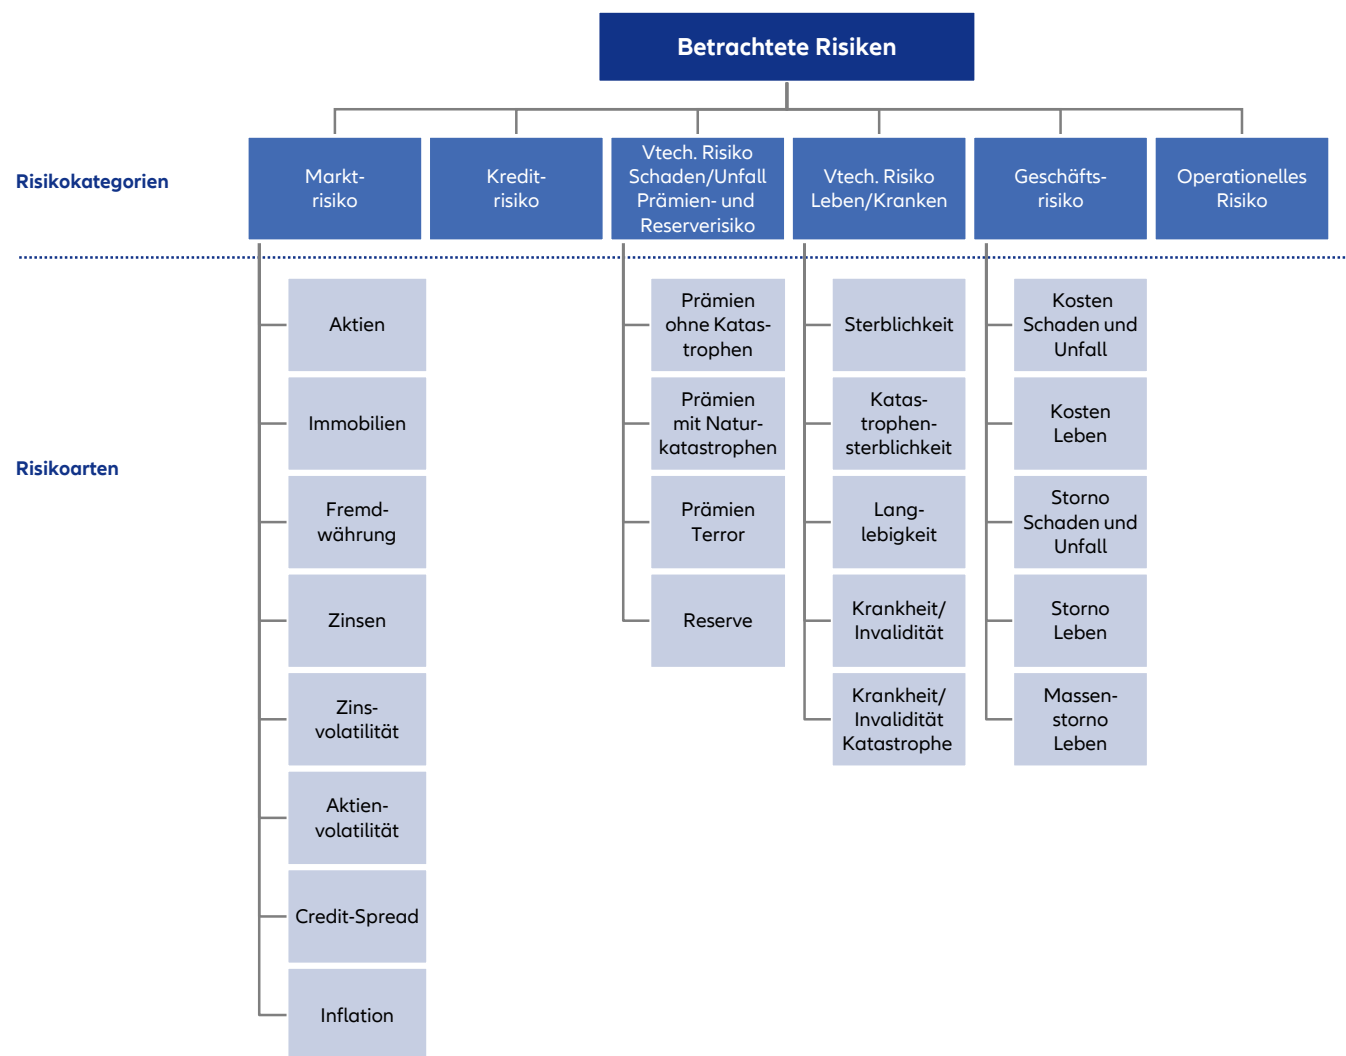 Betrachtete Risiken
Risikokategorien
Markt-
risiko
Kredit-
risiko
Vtech. Risiko
Schaden/Unfall
Prämien- und
Reserverisiko
Vtech. Risiko
Leben/Kranken
Geschäfts-
risiko
Operationelles
Risiko
Risikoarten
Aktien
Immobilien
Fremd-
währung
Zinsen
Zins-
volatilität
Aktien-
volatilität
Credit-Spread
Inflation
Prämien
ohne Katas-
trophen
Prämien
mit Natur-
katastrophen
Prämien
Terror
Reserve
Sterblichkeit
Katas-
trophen-
sterblichkeit
Lang-
lebigkeit
Krankheit/
Invalidität
Krankheit/
Invalidität
Katastrophe
Kosten
Schaden und
Unfall
Kosten
Leben
Storno
Schaden und
Unfall
Storno
Leben
Massen-
storno
Leben